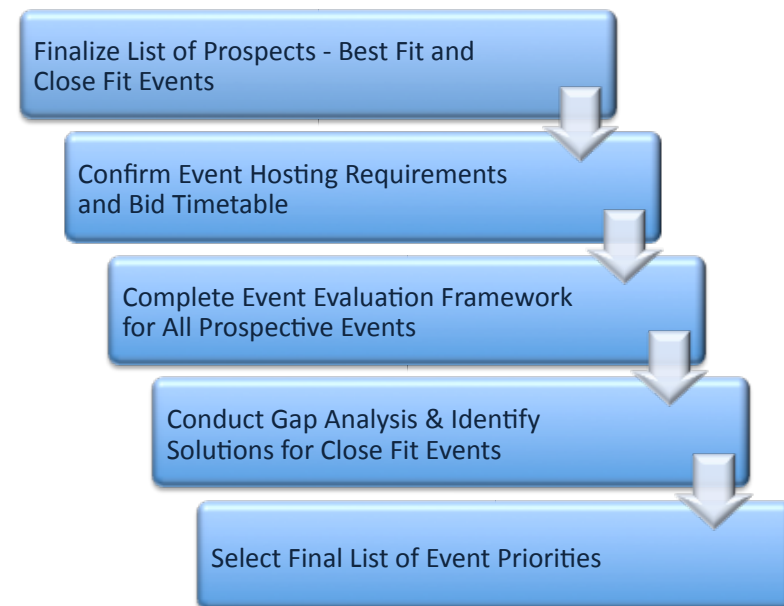 Finalize List of Prospects - Best Fit and
Close Fit Events
Confirm Event Hosting Requirements
and Bid Timetable
Complete Event Evaluation Framework
for All Prospective Events
Conduct Gap Analysis & Identify
Solutions for Close Fit Events
Select Final List of Event Priorities